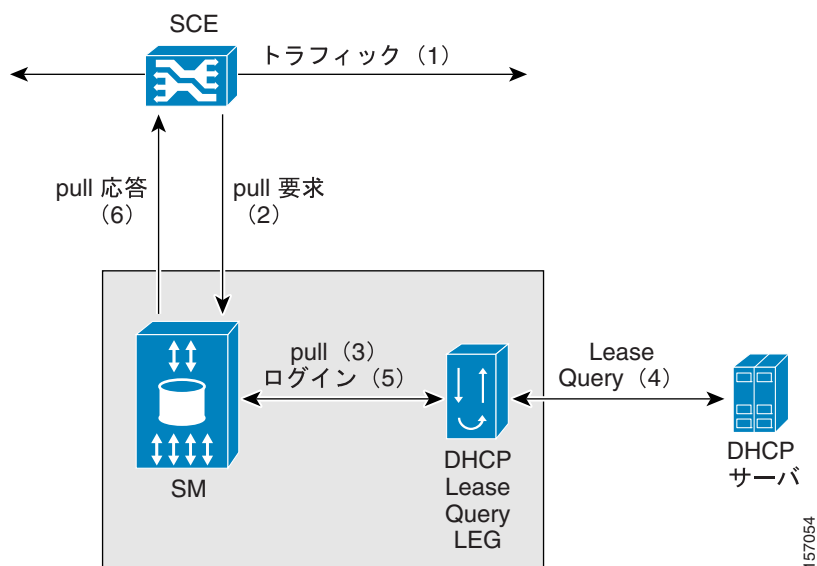 SCE
トラフィック（1）
pull 応答
（6）
pull 要求
（2）
pull（3）
ログイン（5）
Lease
Query（4）
SM
DHCP
Lease
Query
LEG
DHCP
サーバ
157054